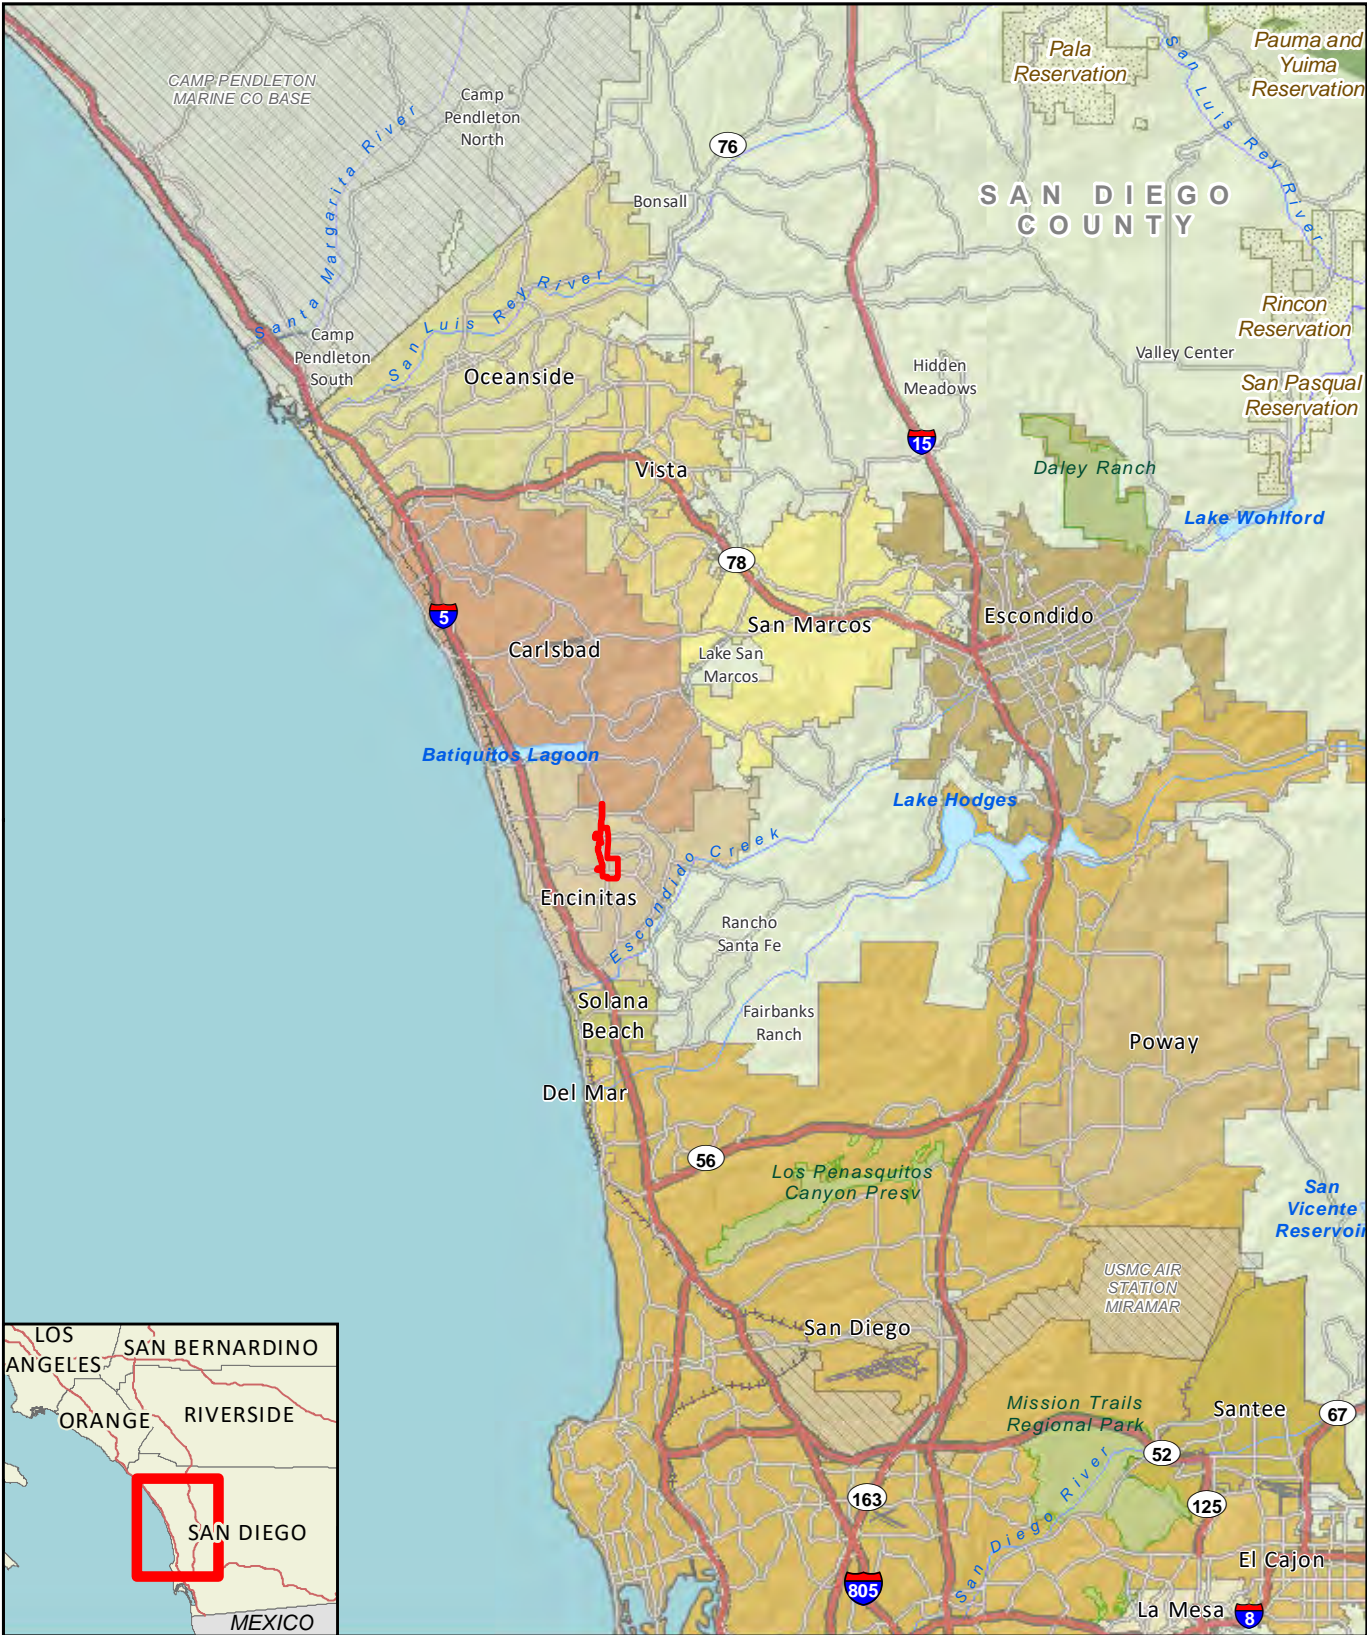 CAMP PENDLETON
MARINE CO BASE
Camp
Pendleton
North
Santa Margarita River
Camp
Pendleton
South
76
Bonsall
San Luis Rey River
Oceanside
Pala
Reservation
Pauma and
Yuima
Reservation
San Luis Rey River
SAN DIEGO
COUNTY
Rincon
Reservation
Valley Center
San Pasqual
Reservation
Hidden
Meadows
15
Daley Ranch
Lake Wohlford
Vista
78
5
San Marcos
Escondido
Carlsbad
Lake San
Marcos
Batiquitos Lagoon
Lake Hodges
Escondido Creek
Encinitas
Rancho
Santa Fe
Solana
Beach
Fairbanks
Ranch
Poway
Del Mar
56
Los Penasquitos
Canyon Presv
San
Vicente
Reservoir
USMC AIR
STATION
MIRAMAR
San Diego
Mission Trails
Regional Park
Santee
67
52
163
125
San Diego River
El Cajon
805
La Mesa
8
LOS
ANGELES
SAN BERNARDINO
ORANGE
RIVERSIDE
SAN DIEGO
MEXICO